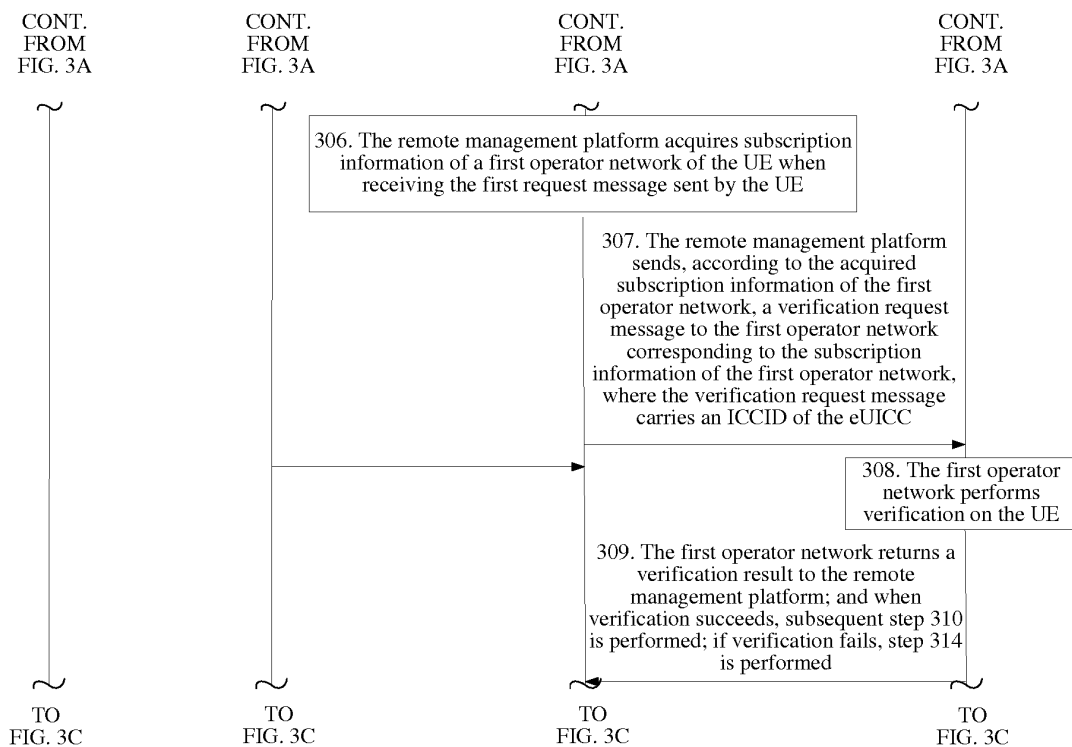 CONT.
FROM
FIG. 3A
CONT.
FROM
FIG. 3A
CONT.
FROM
FIG. 3A
CONT.
FROM
FIG. 3A
306. The remote management platform acquires subscription
information of a first operator network of the UE when
receiving the first request message sent by the UE
307. The remote management platform
sends, according to the acquired
subscription information of the first
operator network, a verification request
message to the first operator network
corresponding to the subscription
information of the first operator network,
where the verification request message
carries an ICCID of the eUICC
308. The first operator
network performs
verification on the UE
309. The first operator network returns a
verification result to the remote
management platform; and when
verification succeeds, subsequent step 310
is performed; if verification fails, step 314
is performed
TO
FIG. 3C
TO
FIG. 3C
TO
FIG. 3C
TO
FIG. 3C